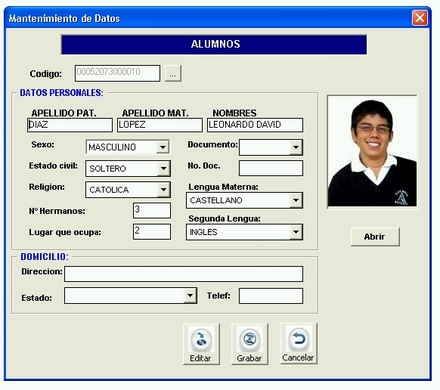 Mantenimiento de Datos
ALUMNOS
Codigo: 00052073000010 ...
DATOS PERSONALES:
APELLIDO PAT. APELLIDO MAT. NOMBRES
DIAZ LOPEZ LEONARDO DAVID
Sexo: MASCULINO Documento:
Estado civil: SOLTERO No. Doc.
Religion: CATOLICA Lengua Materna:
CASTELLANO
Nº Hermanos: 3 Segunda Lengua:
Lugar que ocupa: 2 INGLES
Abrir
DOMICILIO:
Direccion:
Estado: Telef:
Editar Grabar Cancelar